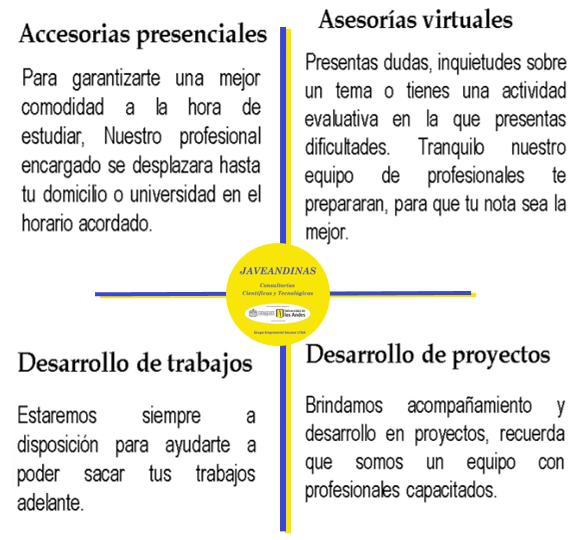 Accesorias presenciales
Para garantizarte una mejor
comodidad a la hora de
estudiar, Nuestro profesional
encargado se desplazara hasta
tu domicilio o universidad en el
horario acordado.
Asesorías virtuales
Presentas dudas, inquietudes sobre
un tema o tienes una actividad
evaluativa en la que presentas
dificultades. Tranquilo nuestro
equipo de profesionales te
prepararan, para que tu nota sea la
mejor.
JAVEANDINAS
Consultorías
Científicas y Tecnológicas
Universidad de
los Andes
Desarrollo de trabajos
Estaremos siempre a
disposición para ayudarte a
poder sacar tus trabajos
adelante.
Desarrollo de proyectos
Brindamos acompañamiento y
desarrollo en proyectos, recuerda
que somos un equipo con
profesionales capacitados.